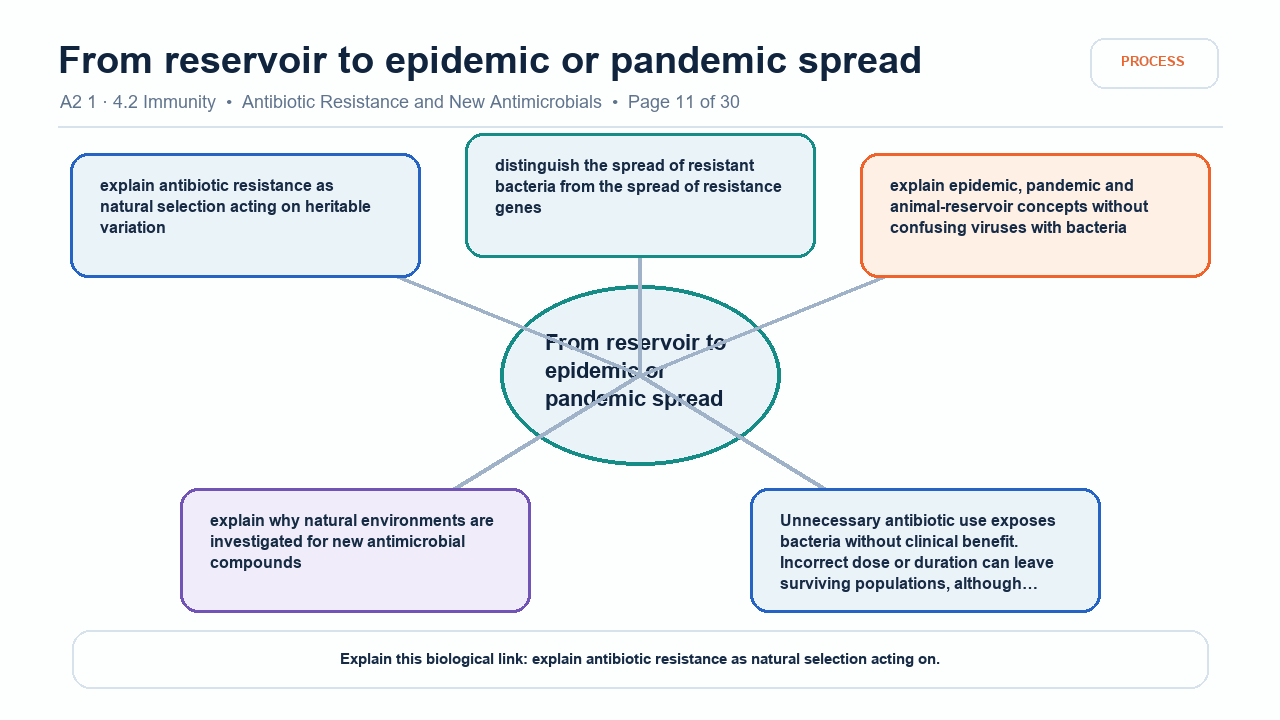 From reservoir to epidemic or pandemic spread
PROCESS
A2 1 · 4.2 Immunity • Antibiotic Resistance and New Antimicrobials • Page 11 of 30
explain antibiotic resistance as
natural selection acting on heritable
variation
distinguish the spread of resistant
bacteria from the spread of resistance
genes
explain epidemic, pandemic and
animal-reservoir concepts without
confusing viruses with bacteria
From reservoir to
epidemic or
pandemic spread
explain why natural environments are
investigated for new antimicrobial
compounds
Unnecessary antibiotic use exposes
bacteria without clinical benefit.
Incorrect dose or duration can leave
surviving populations, although…
Explain this biological link: explain antibiotic resistance as natural selection acting on.